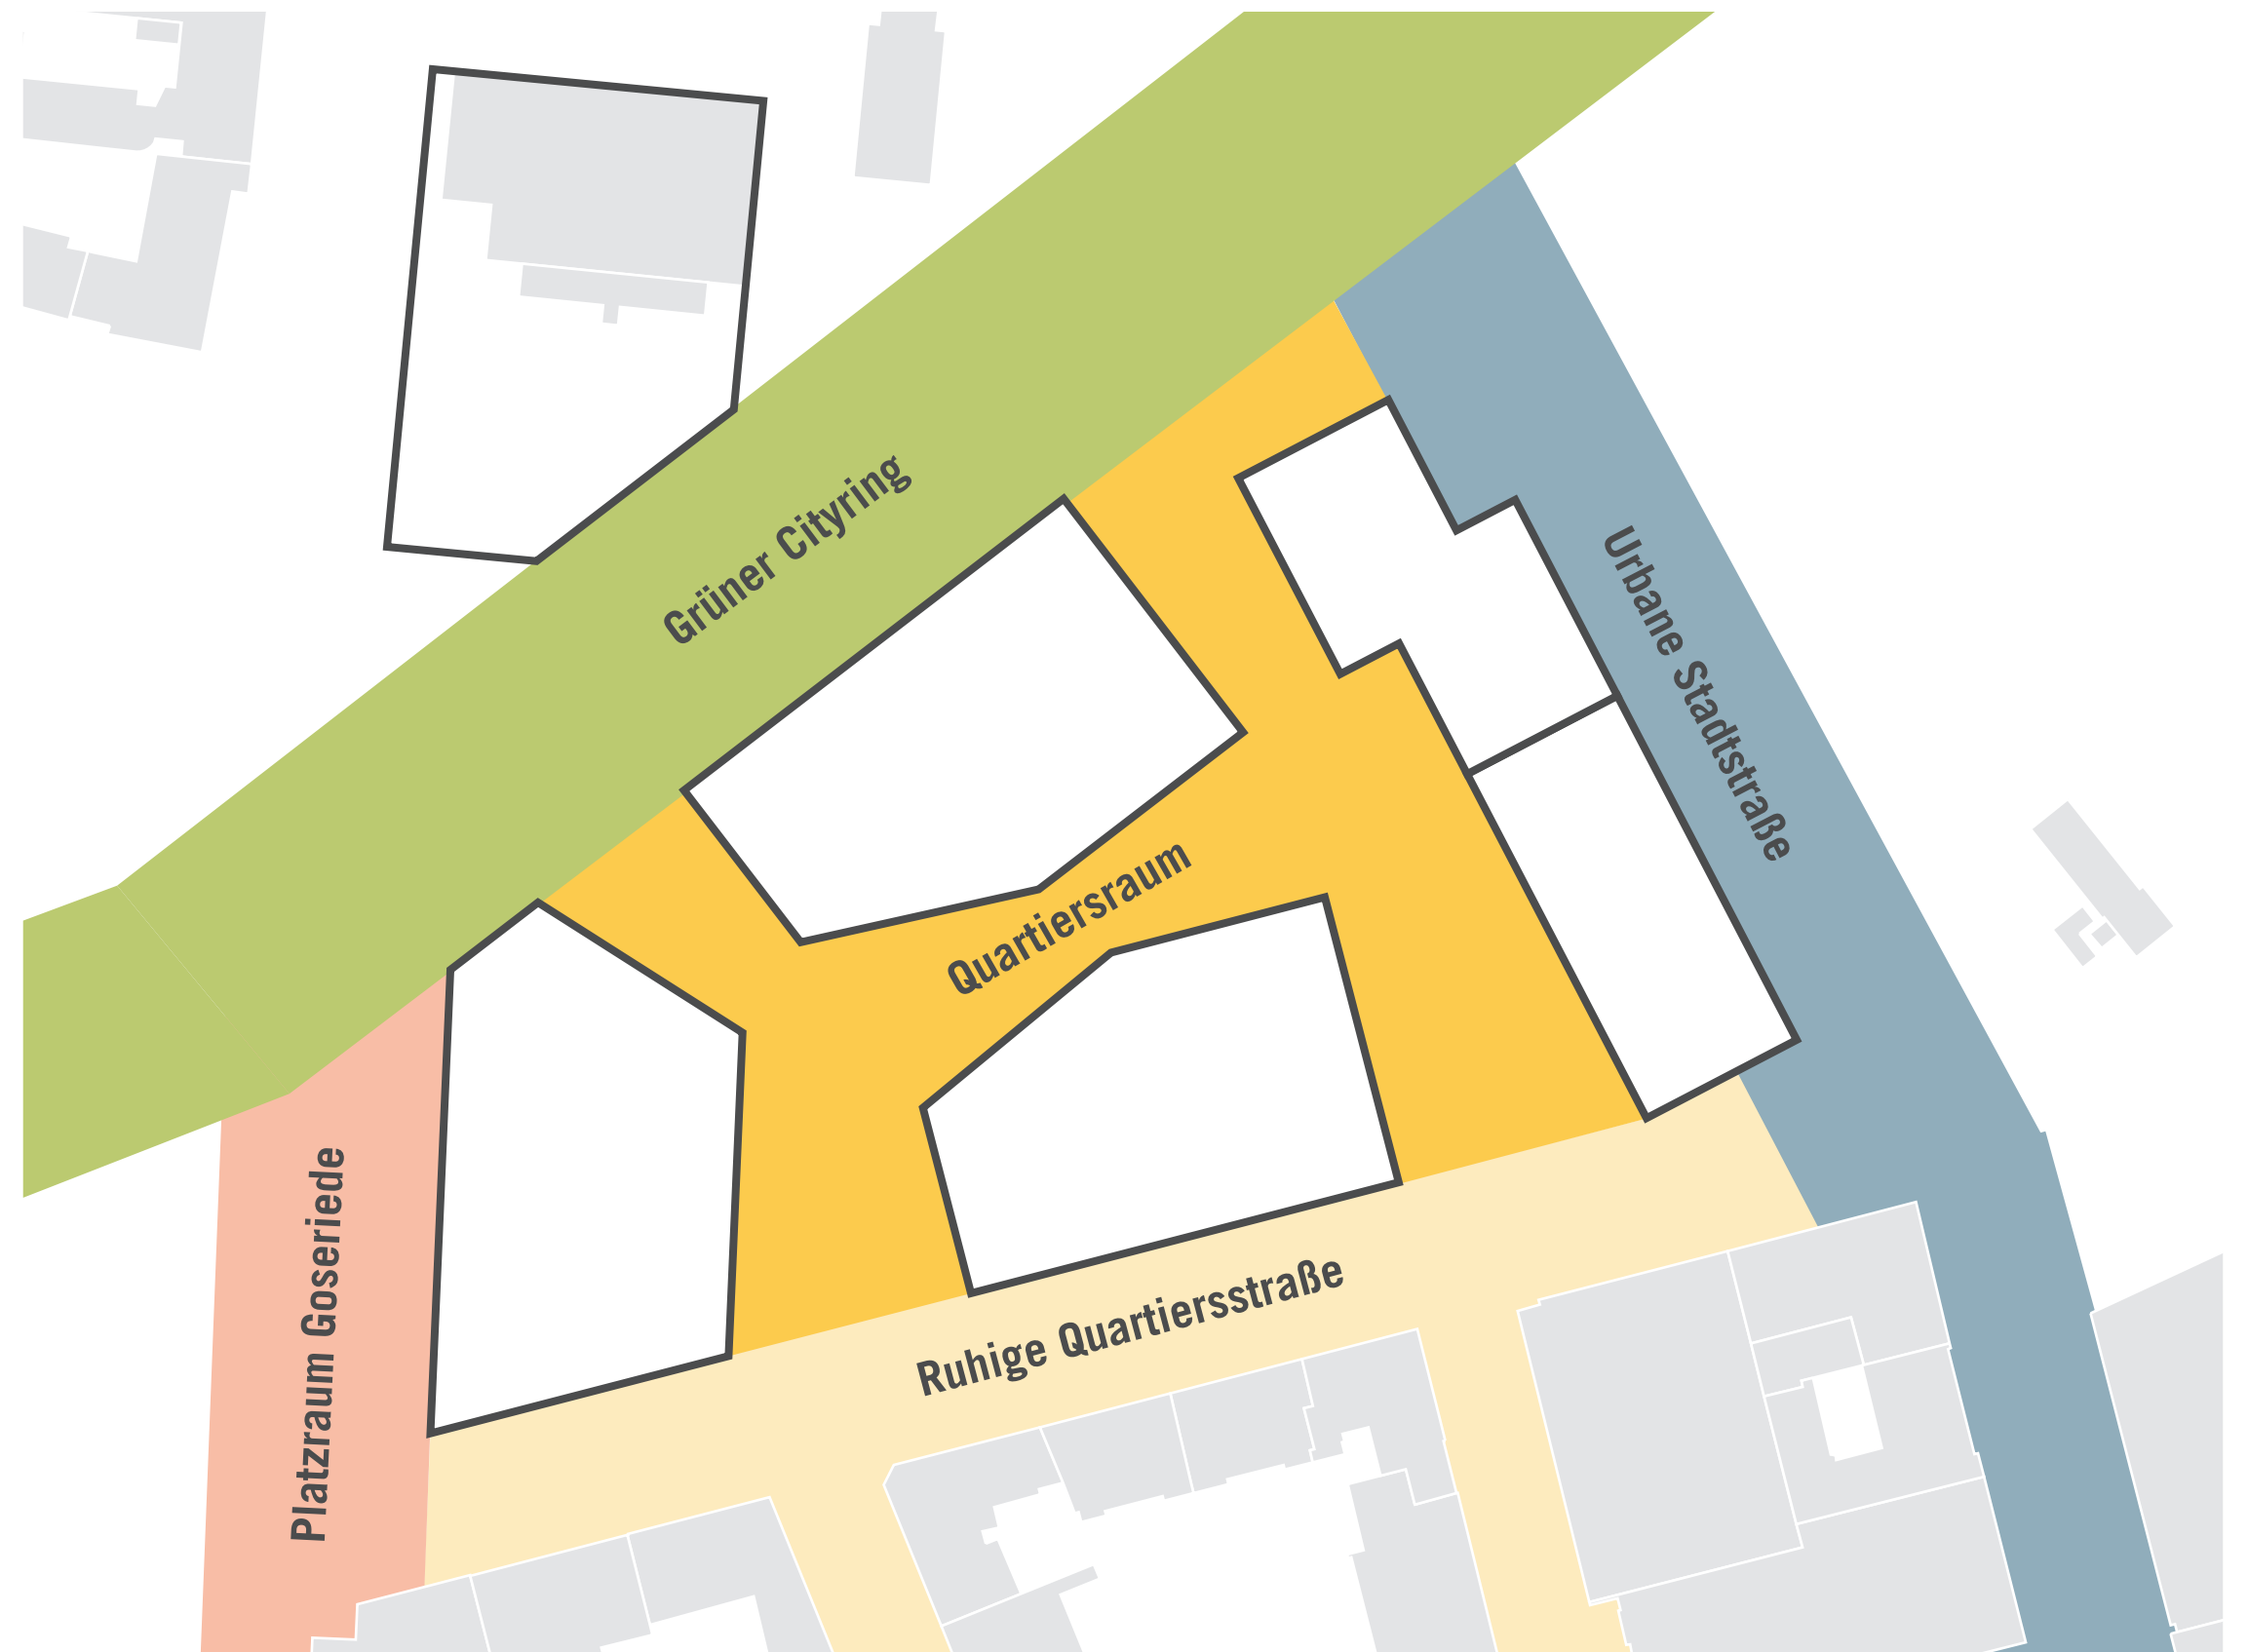 Grüner Cityring
Urbane Stadtstraße
Quartiersraum
Platzraum Goseriede
Ruhige Quartiersstraße